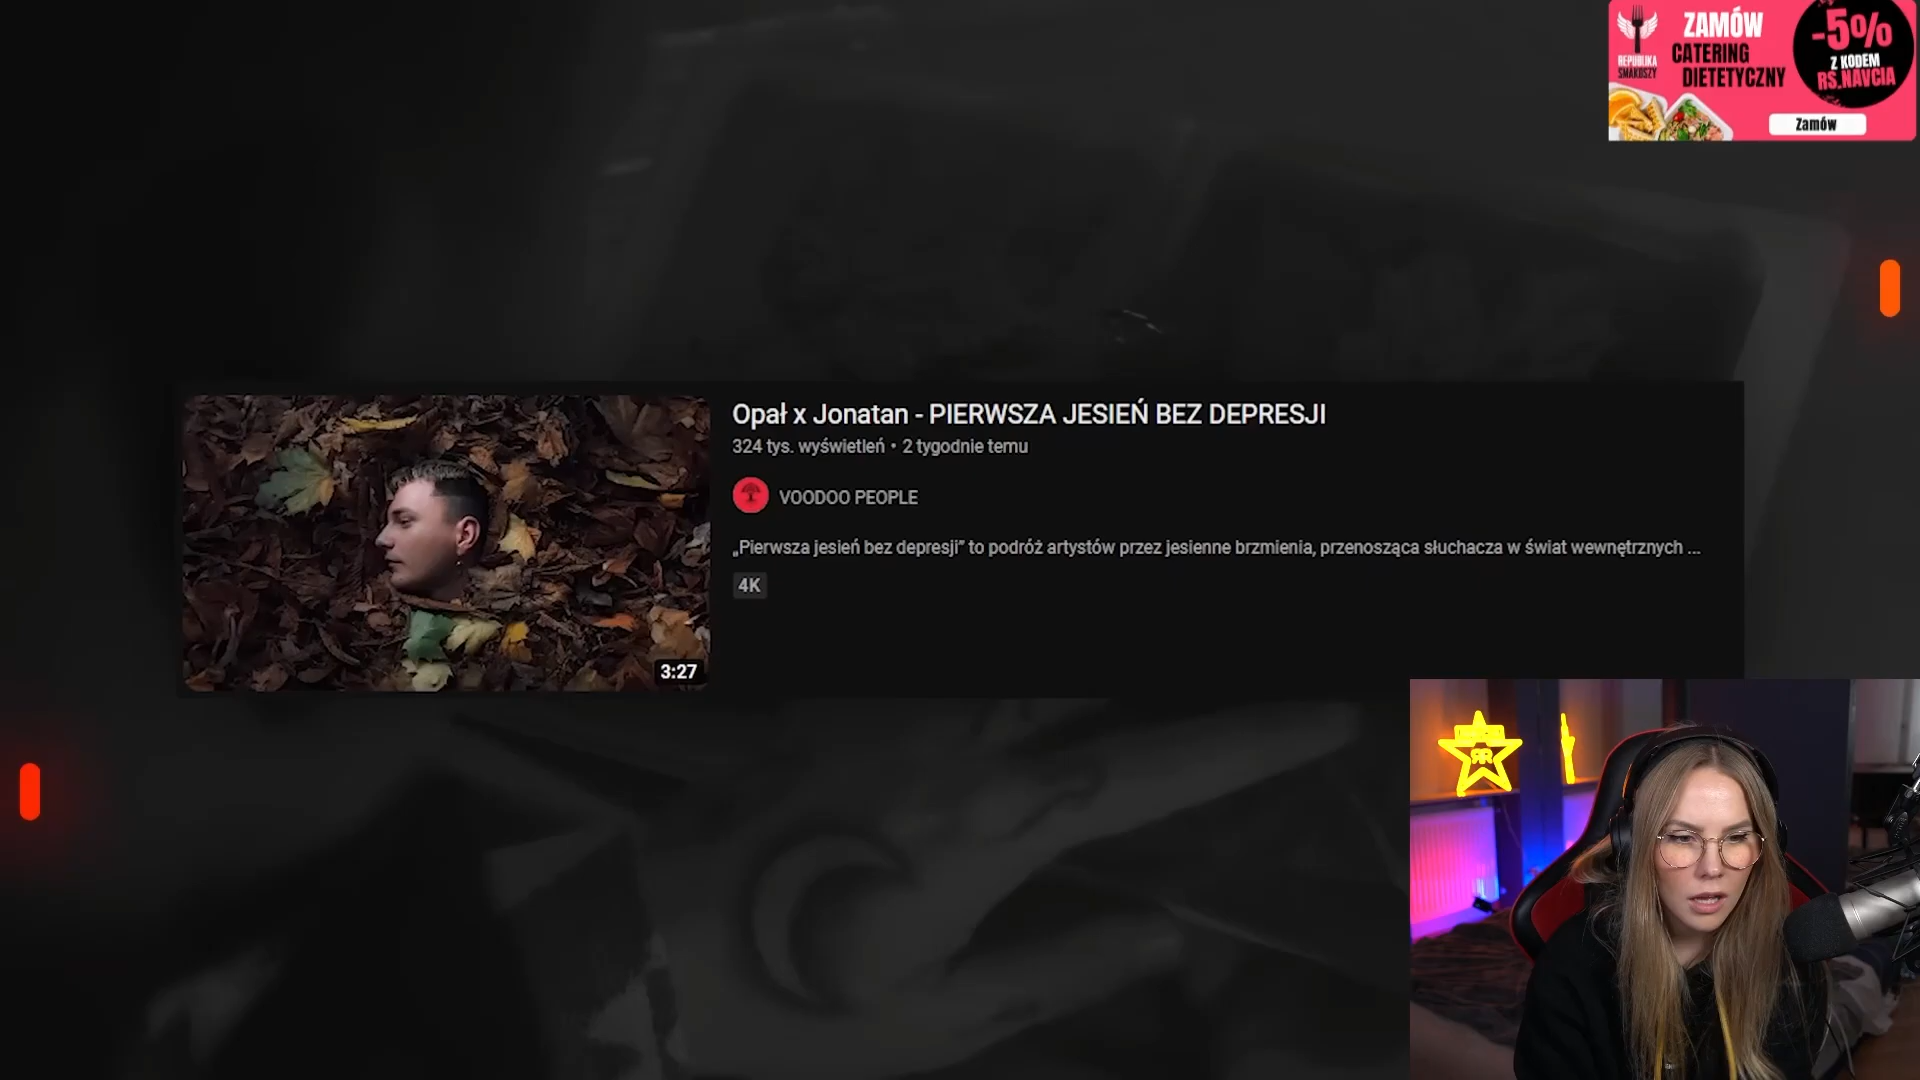 ZAMÓW
CATERING
DIETETYCZNY
REPUBLIKA
SMAKOSZY
-5%
Z KODEM
RS.NAVCIA
Zamów
Opał x Jonatan - PIERWSZA JESIEŃ BEZ DEPRESJI
324 tys. wyświetleń • 2 tygodnie temu
VOODOO PEOPLE
„Pierwsza jesień bez depresji” to podróż artystów przez jesienne brzmienia, przenosząca słuchacza w świat wewnętrznych ...
4K
3:27